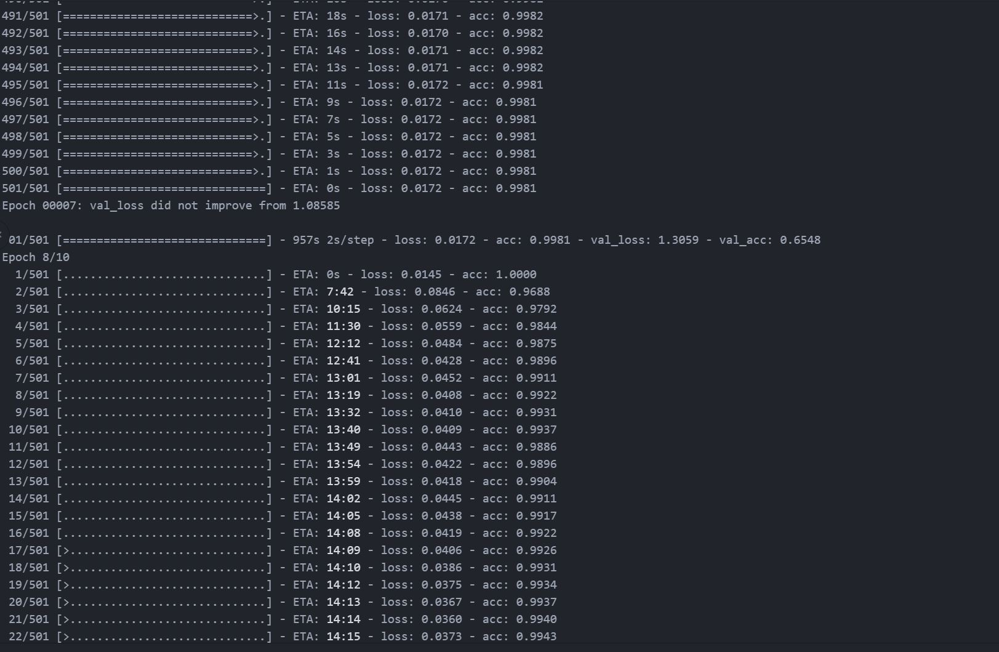 491/501 [============================>.] - ETA: 18s - loss: 0.0171 - acc: 0.9982
492/501 [============================>.] - ETA: 16s - loss: 0.0170 - acc: 0.9982
493/501 [============================>.] - ETA: 14s - loss: 0.0171 - acc: 0.9982
494/501 [============================>.] - ETA: 13s - loss: 0.0171 - acc: 0.9982
495/501 [============================>.] - ETA: 11s - loss: 0.0172 - acc: 0.9981
496/501 [============================>.] - ETA: 9s - loss: 0.0172 - acc: 0.9981
497/501 [============================>.] - ETA: 7s - loss: 0.0172 - acc: 0.9981
498/501 [============================>.] - ETA: 5s - loss: 0.0172 - acc: 0.9981
499/501 [============================>.] - ETA: 3s - loss: 0.0172 - acc: 0.9981
500/501 [============================>.] - ETA: 1s - loss: 0.0172 - acc: 0.9981
501/501 [==============================] - ETA: 0s - loss: 0.0172 - acc: 0.9981
Epoch 00007: val_loss did not improve from 1.08585
01/501 [==============================] - 957s 2s/step - loss: 0.0172 - acc: 0.9981 - val_loss: 1.3059 - val_acc: 0.6548
Epoch 8/10
1/501 [..............................] - ETA: 0s - loss: 0.0145 - acc: 1.0000
2/501 [..............................] - ETA: 7:42 - loss: 0.0846 - acc: 0.9688
3/501 [..............................] - ETA: 10:15 - loss: 0.0624 - acc: 0.9792
4/501 [..............................] - ETA: 11:30 - loss: 0.0559 - acc: 0.9844
5/501 [..............................] - ETA: 12:12 - loss: 0.0484 - acc: 0.9875
6/501 [..............................] - ETA: 12:41 - loss: 0.0428 - acc: 0.9896
7/501 [..............................] - ETA: 13:01 - loss: 0.0452 - acc: 0.9911
8/501 [..............................] - ETA: 13:19 - loss: 0.0408 - acc: 0.9922
9/501 [..............................] - ETA: 13:32 - loss: 0.0410 - acc: 0.9931
10/501 [..............................] - ETA: 13:40 - loss: 0.0409 - acc: 0.9937
11/501 [..............................] - ETA: 13:49 - loss: 0.0443 - acc: 0.9886
12/501 [..............................] - ETA: 13:54 - loss: 0.0422 - acc: 0.9896
13/501 [..............................] - ETA: 13:59 - loss: 0.0418 - acc: 0.9904
14/501 [..............................] - ETA: 14:02 - loss: 0.0445 - acc: 0.9911
15/501 [..............................] - ETA: 14:05 - loss: 0.0438 - acc: 0.9917
16/501 [..............................] - ETA: 14:08 - loss: 0.0419 - acc: 0.9922
17/501 [>.............................] - ETA: 14:09 - loss: 0.0406 - acc: 0.9926
18/501 [>.............................] - ETA: 14:10 - loss: 0.0386 - acc: 0.9931
19/501 [>.............................] - ETA: 14:12 - loss: 0.0375 - acc: 0.9934
20/501 [>.............................] - ETA: 14:13 - loss: 0.0367 - acc: 0.9937
21/501 [>.............................] - ETA: 14:14 - loss: 0.0360 - acc: 0.9940
22/501 [>.............................] - ETA: 14:15 - loss: 0.0373 - acc: 0.9943